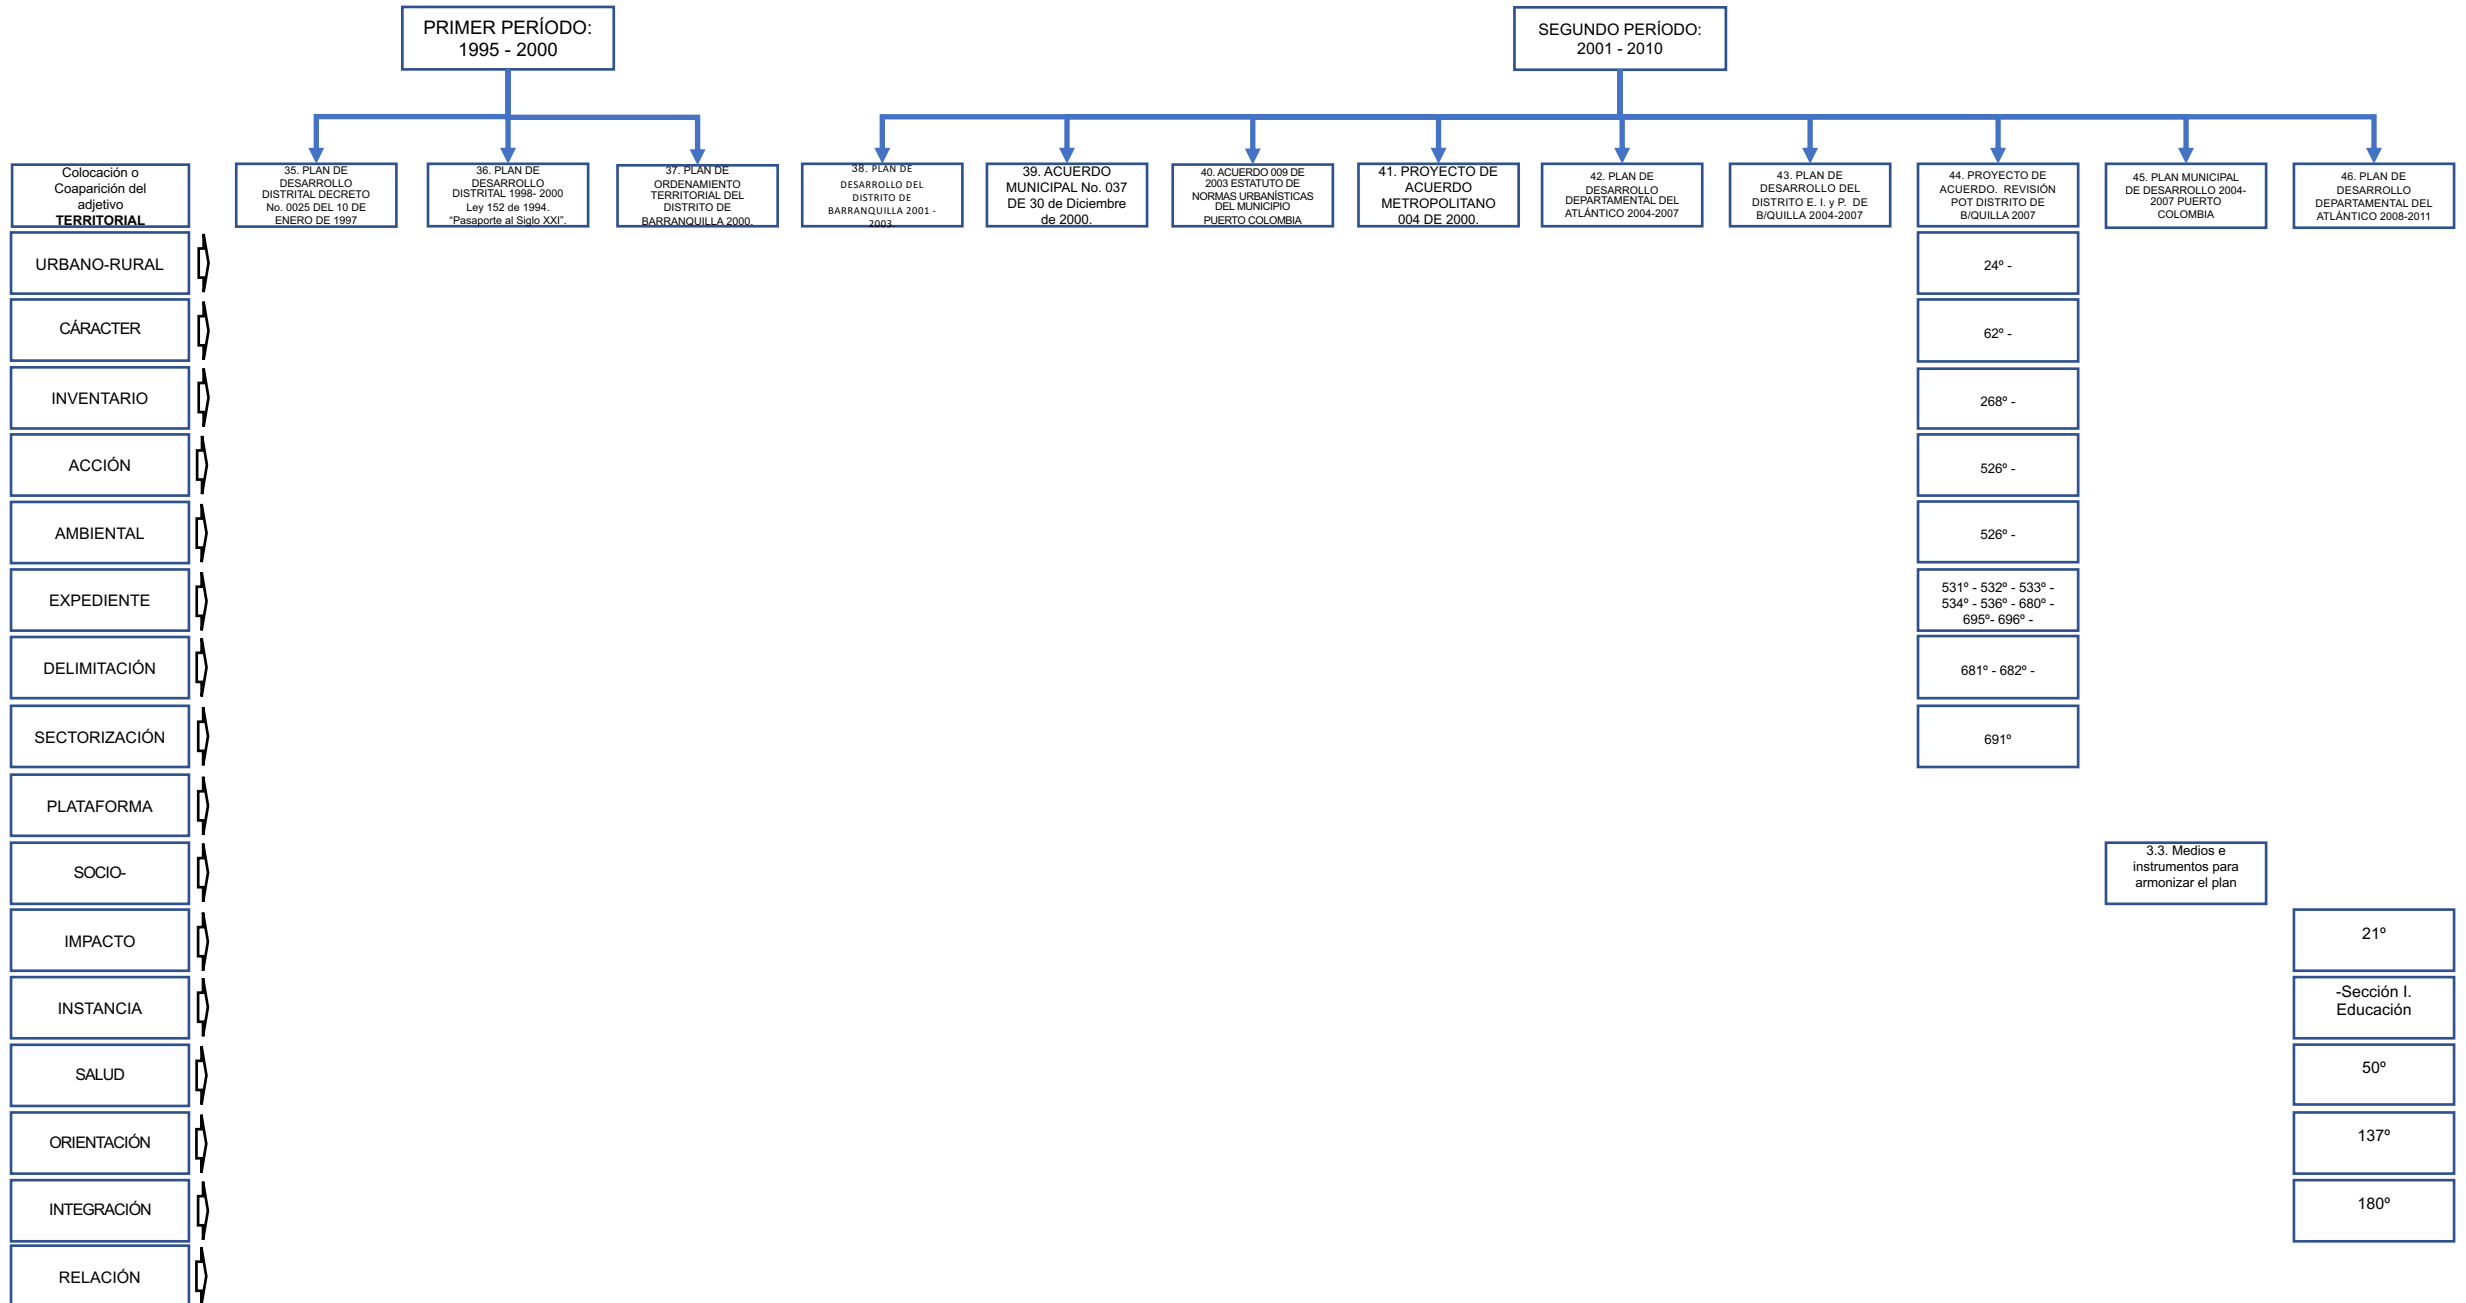 PRIMER PERÍODO:
1995 - 2000
SEGUNDO PERÍODO:
2001 - 2010
Colocación o
Coaparición del
adjetivo
TERRITORIAL
35. PLAN DE
DESARROLLO
DISTRITAL DECRETO
No. 0025 DEL 10 DE
ENERO DE 1997
36. PLAN DE
DESARROLLO
DISTRITAL 1998- 2000
Ley 152 de 1994.
“Pasaporte al Siglo XXI”.
37. PLAN DE
ORDENAMIENTO
TERRITORIAL DEL
DISTRITO DE
BARRANQUILLA 2000.
38. PLAN DE
DESARROLLO DEL
DISTRITO DE
BARRANQUILLA 2001 -
2003.
39. ACUERDO
MUNICIPAL No. 037
DE 30 de Diciembre
de 2000.
40. ACUERDO 009 DE
2003 ESTATUTO DE
NORMAS URBANÍSTICAS
DEL MUNICIPIO
PUERTO COLOMBIA
41. PROYECTO DE
ACUERDO
METROPOLITANO
004 DE 2000.
42. PLAN DE
DESARROLLO
DEPARTAMENTAL DEL
ATLÁNTICO 2004-2007
43. PLAN DE
DESARROLLO DEL
DISTRITO E. I. y P. DE
B/QUILLA 2004-2007
44. PROYECTO DE
ACUERDO. REVISIÓN
POT DISTRITO DE
B/QUILLA 2007
45. PLAN MUNICIPAL
DE DESARROLLO 2004-
2007 PUERTO
COLOMBIA
46. PLAN DE
DESARROLLO
DEPARTAMENTAL DEL
ATLÁNTICO 2008-2011
URBANO-RURAL
24º -
CÁRACTER
62º -
INVENTARIO
268º -
ACCIÓN
526º -
AMBIENTAL
526º -
EXPEDIENTE
531º - 532º - 533º -
534º - 536º - 680º -
695º- 696º -
DELIMITACIÓN
681º - 682º -
SECTORIZACIÓN
691º
PLATAFORMA
SOCIO-
3.3. Medios e
instrumentos para
armonizar el plan
IMPACTO
21º
INSTANCIA
-Sección I.
Educación
SALUD
50º
ORIENTACIÓN
137º
INTEGRACIÓN
180º
RELACIÓN